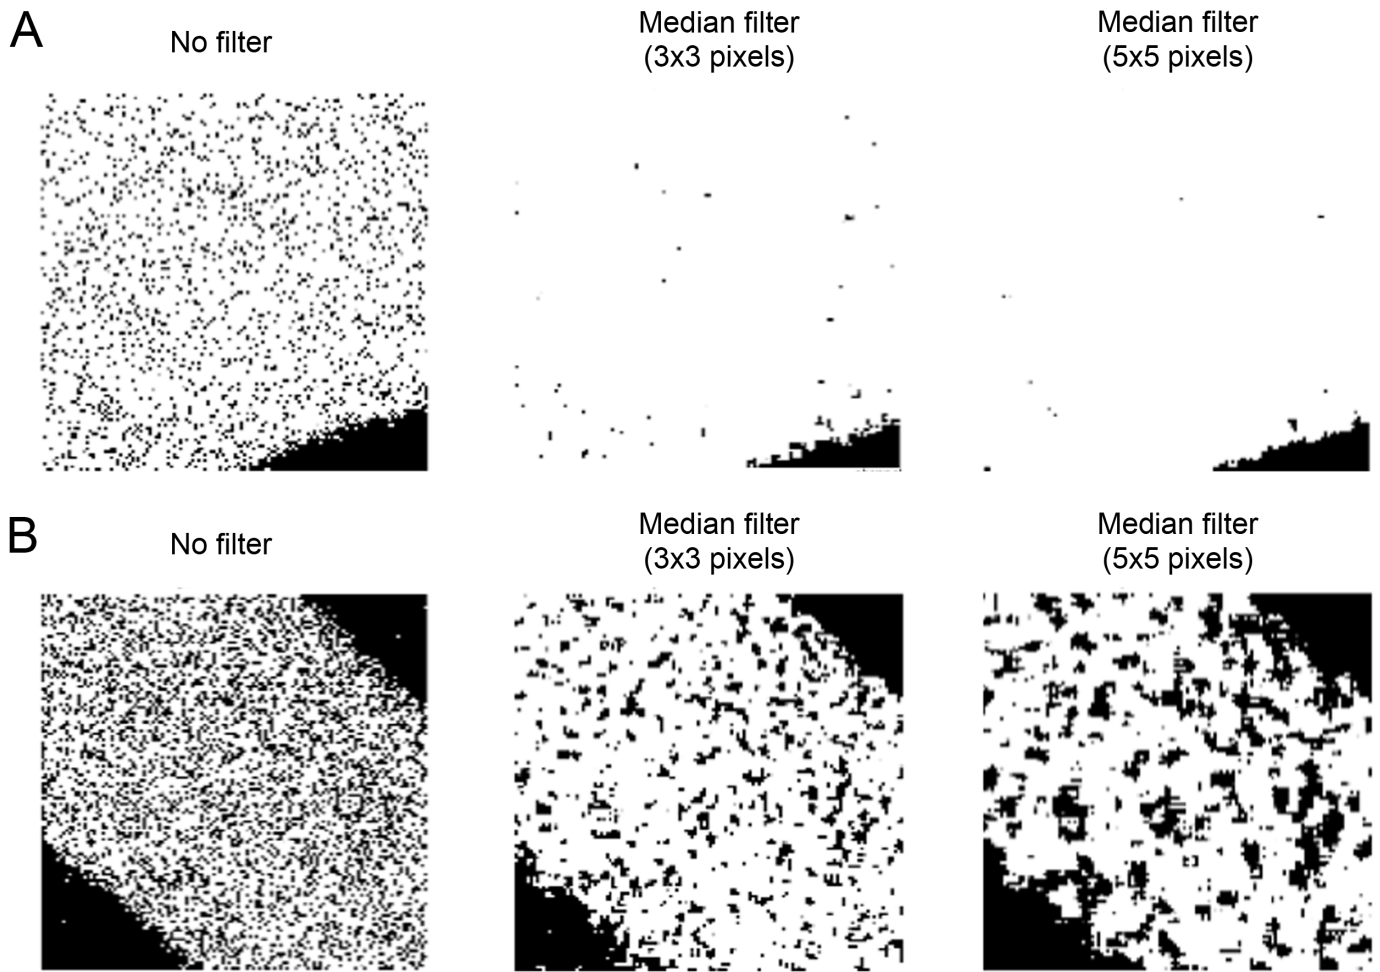 A
No filter
Median filter
(3x3 pixels)
Median filter
(5x5 pixels)
B
No filter
Median filter
(3x3 pixels)
Median filter
(5x5 pixels)